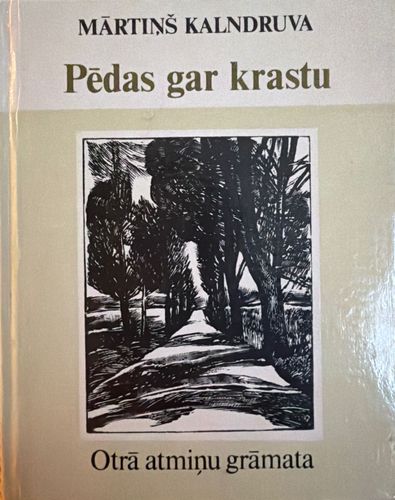 MĀRTIŅŠ KALNDRUVA
Pēdas gar krastu
Otrā atmiņu grāmata